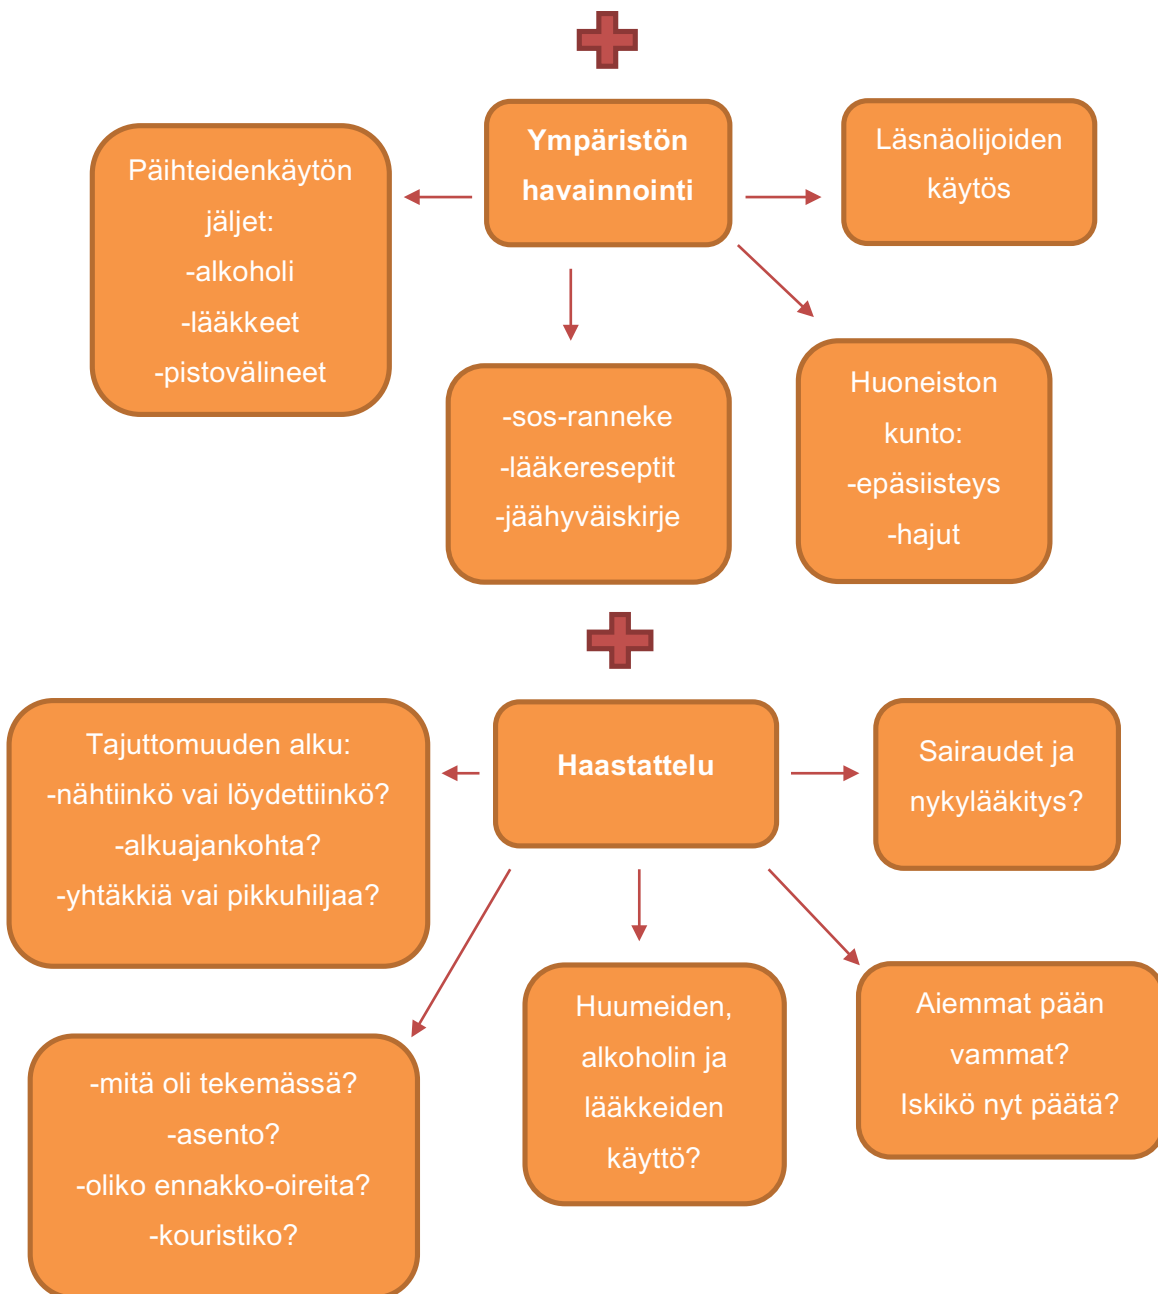 Ympäristön
havainnointi
Päihteidenkäytön
jäljet:
-alkoholi
-lääkkeet
-pistovälineet
Läsnäolijoiden
käytös
-sos-ranneke
-lääkereseptit
-jäähyväiskirje
Huoneiston
kunto:
-epäsiisteys
-hajut
Haastattelu
Tajuttomuuden alku:
-nähtiinkö vai löydettiinkö?
-alkuajankohta?
-yhtäkkiä vai pikkuhiljaa?
Sairaudet ja
nykylääkitys?
-mitä oli tekemässä?
-asento?
-oliko ennakko-oireita?
-kouristiko?
Huumeiden,
alkoholin ja
lääkkeiden
käyttö?
Aiemmat pään
vammat?
Iskikö nyt päätä?